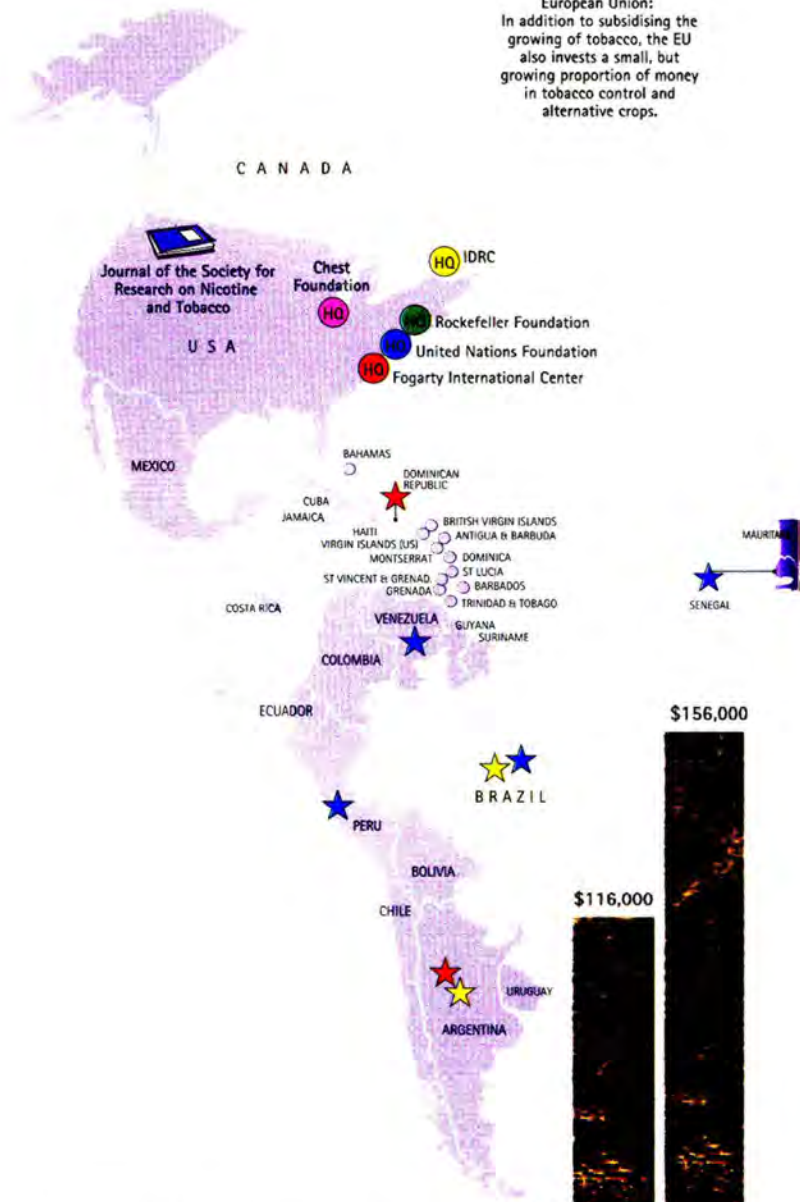 European Union:
In addition to subsidising the
growing of tobacco, the EU
also invests a small, but
growing proportion of money
in tobacco control and
alternative crops.
C A N A D A
Journal of the Society for
Research on Nicotine
and Tobacco
Chest
Foundation
HQ
HQ IDRC
HQ Rockefeller Foundation
HQ United Nations Foundation
HQ Fogarty International Center
U S A
MEXICO
BAHAMAS
DOMINICAN
REPUBLIC
CUBA
JAMAICA
HAITI
BRITISH VIRGIN ISLANDS
VIRGIN ISLANDS (US)
ANTIGUA & BARBUDA
MONTSERRAT
DOMINICA
ST LUCIA
ST VINCENT & GRENAD.
BARBADOS
GRENADA
TRINIDAD & TOBAGO
COSTA RICA
VENEZUELA
GUYANA
SURINAME
COLOMBIA
ECUADOR
MAURITA
SENEGAL
$156,000
B R A Z I L
PERU
BOLIVIA
CHILE
$116,000
URUGUAY
ARGENTINA